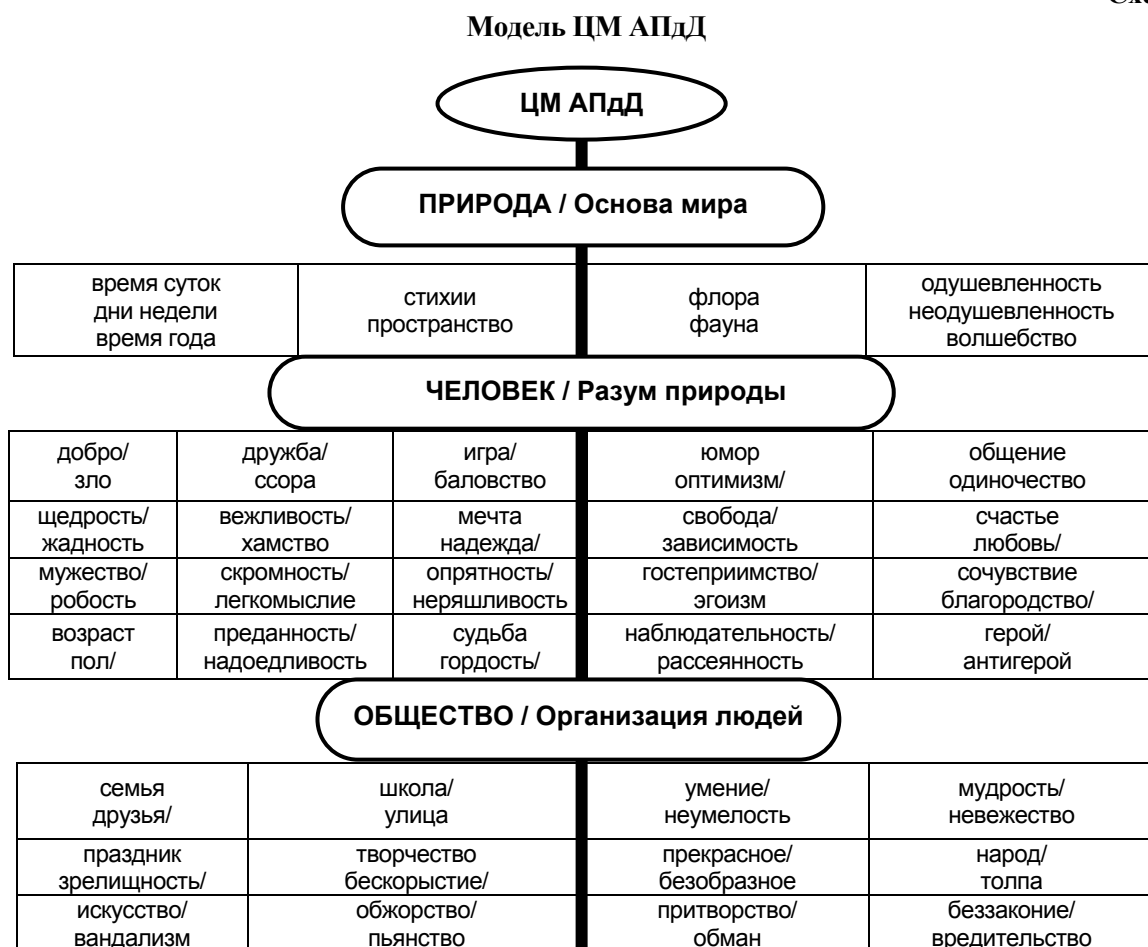 Модель ЦМ АПдД
ЦМ АПдД
ПРИРОДА / Основа мира
время суток
дни недели
время года
стихии
пространство
флора
фауна
одушевленность
неодушевленность
волшебство
ЧЕЛОВЕК / Разум природы
добро/
зло
дружба/
ссора
игра/
баловство
юмор
оптимизм/
общение
одиночество
щедрость/
жадность
вежливость/
хамство
мечта
надежда/
свобода/
зависимость
счастье
любовь/
мужество/
робость
скромность/
легкомыслие
опрятность/
неряшливость
гостеприимство/
эгоизм
сочувствие
благородство/
возраст
пол/
преданность/
надоедливость
судьба
гордость/
наблюдательность/
рассеянность
герой/
антигерой
ОБЩЕСТВО / Организация людей
семья
друзья/
школа/
улица
умение/
неумелость
мудрость/
невежество
праздник
зрелищность/
творчество
бескорыстие/
прекрасное/
безобразное
народ/
толпа
искусство/
вандализм
обжорство/
пьянство
притворство/
обман
беззаконие/
вредительство